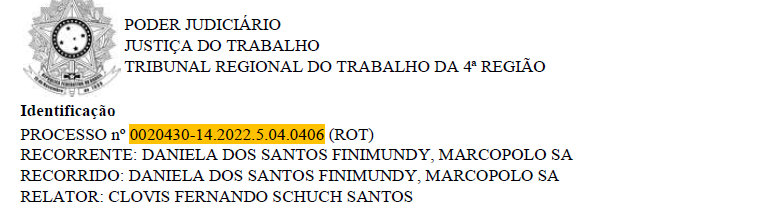 PODER JUDICIÁRIO
JUSTIÇA DO TRABALHO
TRIBUNAL REGIONAL DO TRABALHO DA 4ª REGIÃO
Identificação
PROCESSO nº 0020430-14.2022.5.04.0406 (ROT)
RECORRENTE: DANIELA DOS SANTOS FINIMUNDY, MARCOPOLO SA
RECORRIDO: DANIELA DOS SANTOS FINIMUNDY, MARCOPOLO SA
RELATOR: CLOVIS FERNANDO SCHUCH SANTOS